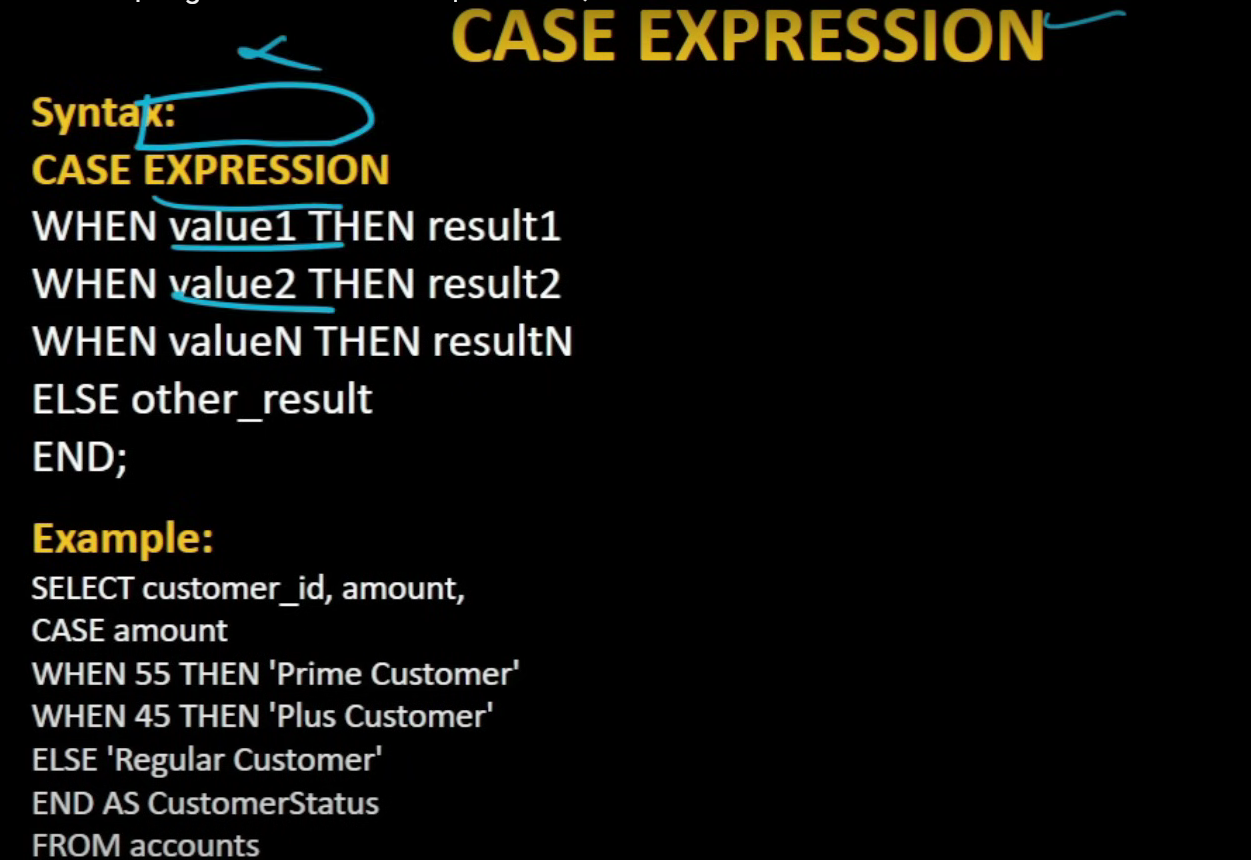 CASE EXPRESSION
Syntax:
CASE EXPRESSION
WHEN value1 THEN result1
WHEN value2 THEN result2
WHEN valueN THEN resultN
ELSE other_result
END;
Example:
SELECT customer_id, amount,
CASE amount
WHEN 55 THEN 'Prime Customer'
WHEN 45 THEN 'Plus Customer'
ELSE 'Regular Customer'
END AS CustomerStatus
FROM accounts